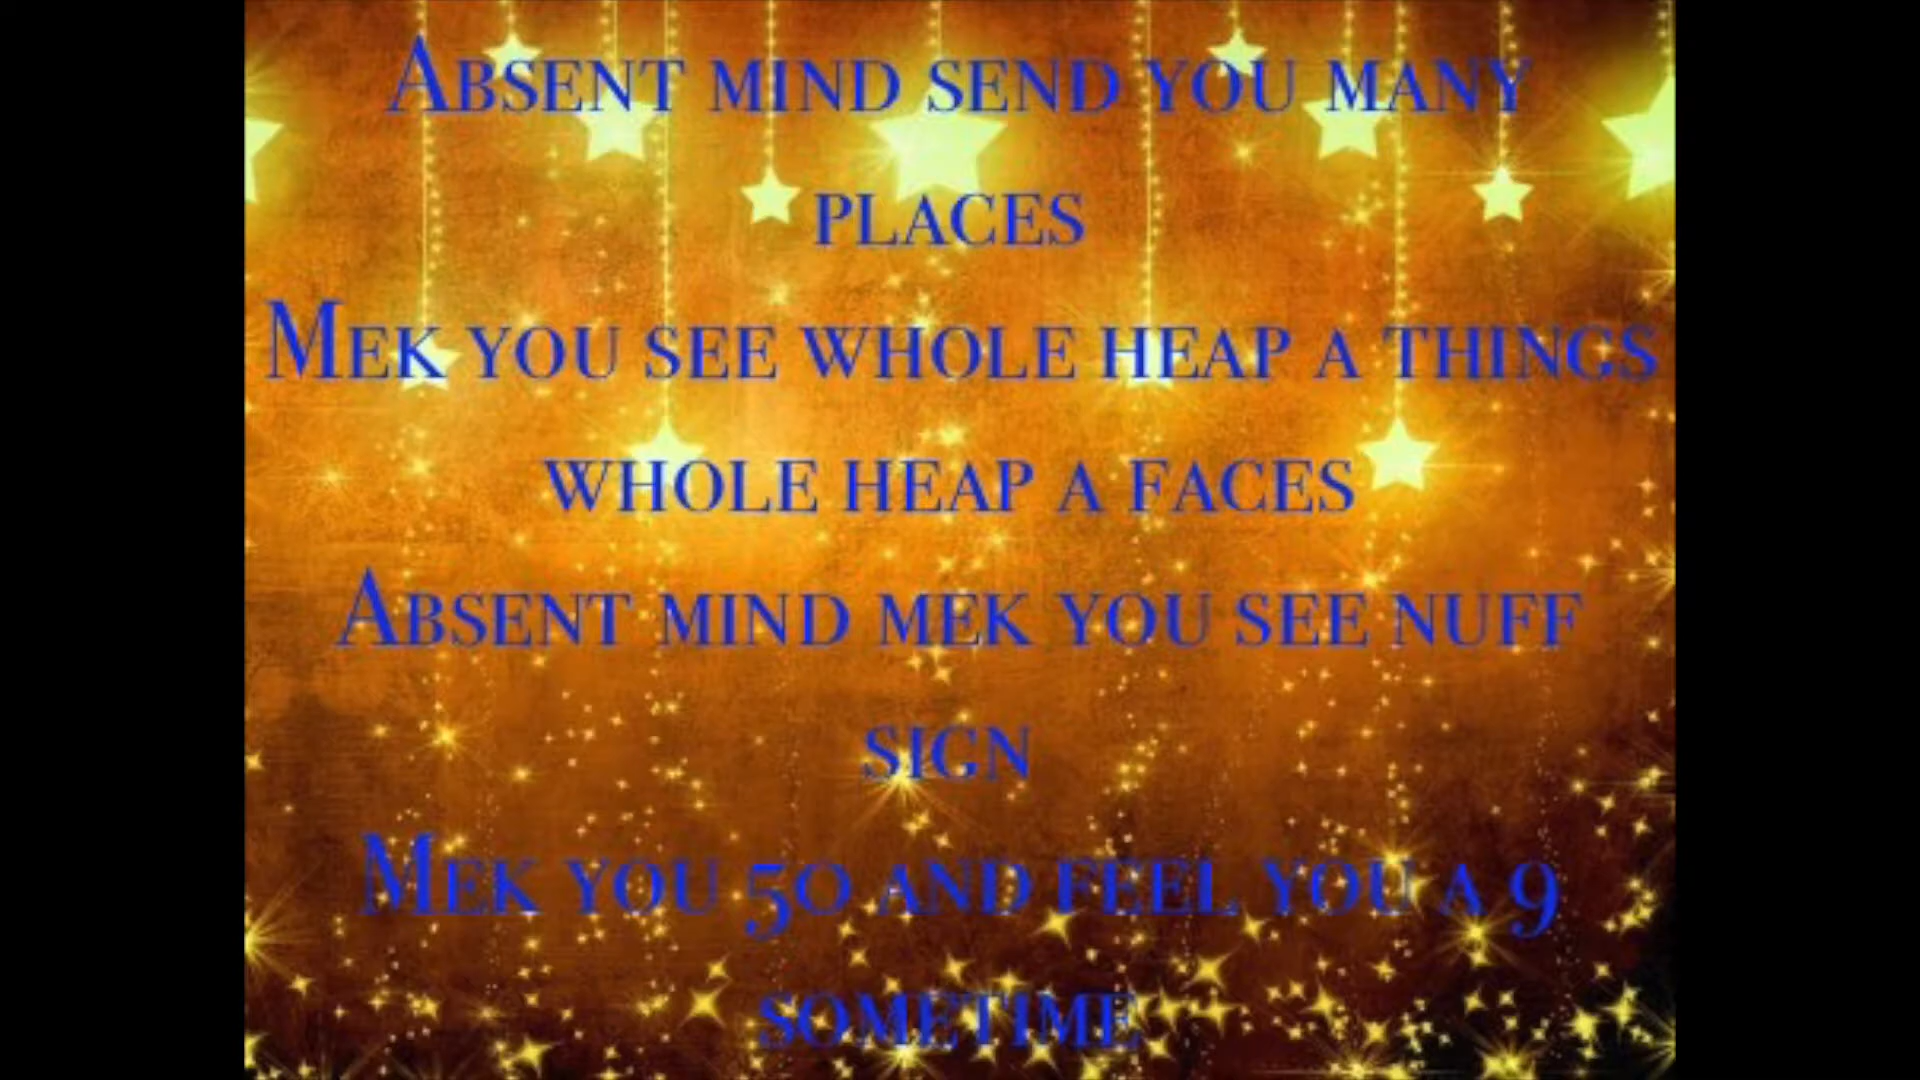 Absent mind send you many
places
Mek you see whole heap a things
whole heap a faces
Absent mind mek you see nuff
sign
Mek you 50 and feel you a 9
sometime